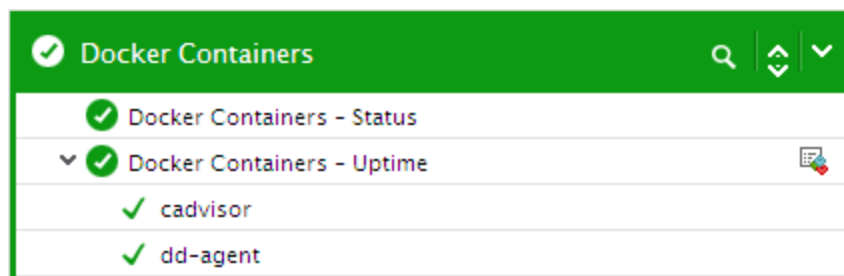 Docker Containers
Docker Containers - Status
Docker Containers - Uptime
cadvisor
dd-agent